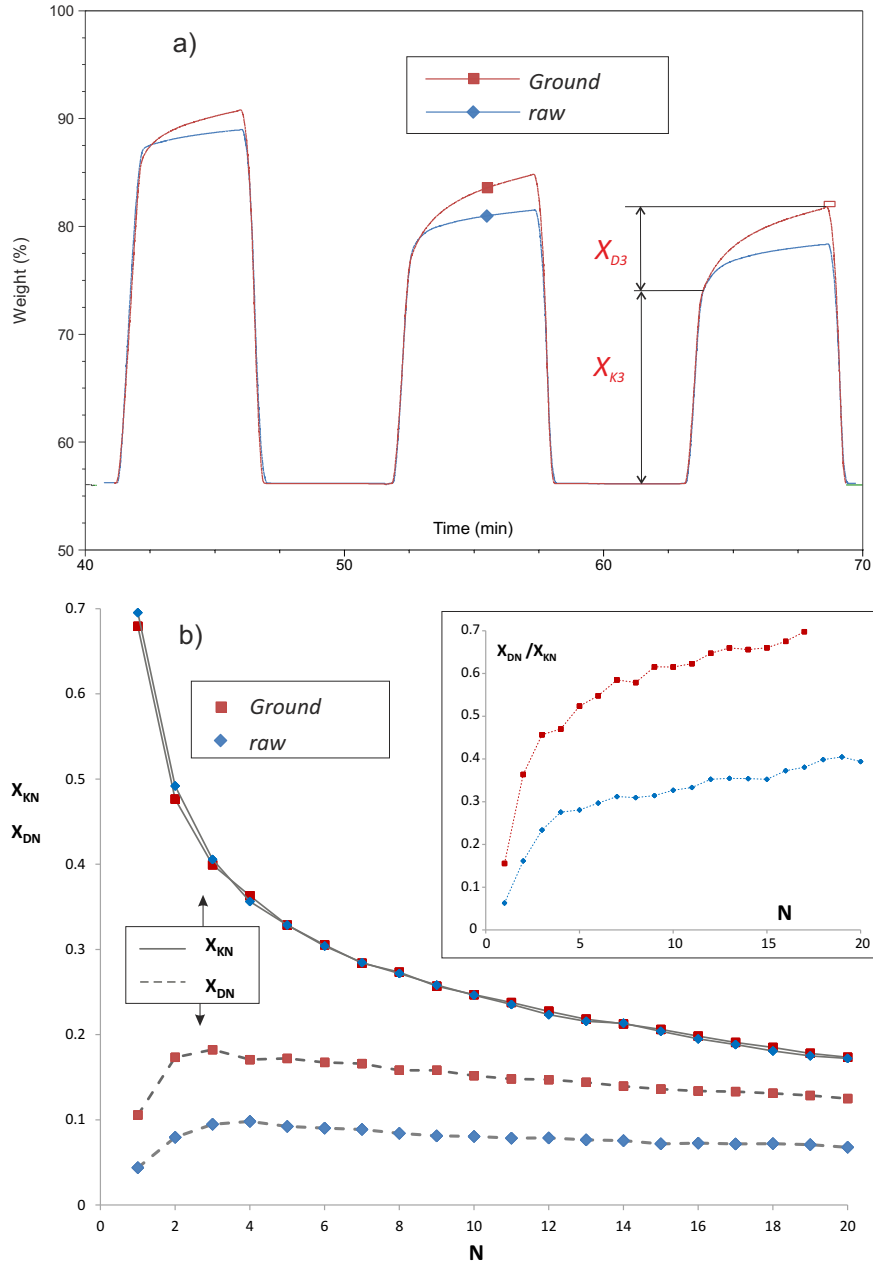 100
a)
Ground
raw
90
80
X_D3
Weight (%)
70
X_K3
60
Time (min)
50
40
50
60
70
0.7
b)
Ground
raw
0.6
0.5
X_KN
X_DN
0.4
0.3
X_KN
X_DN
0.2
0.1
0
0
2
4
6
8
10
12
14
16
18
20
N
0.7
X_DN /X_KN
0.6
0.5
0.4
0.3
0.2
0.1
0
N
0
5
10
15
20